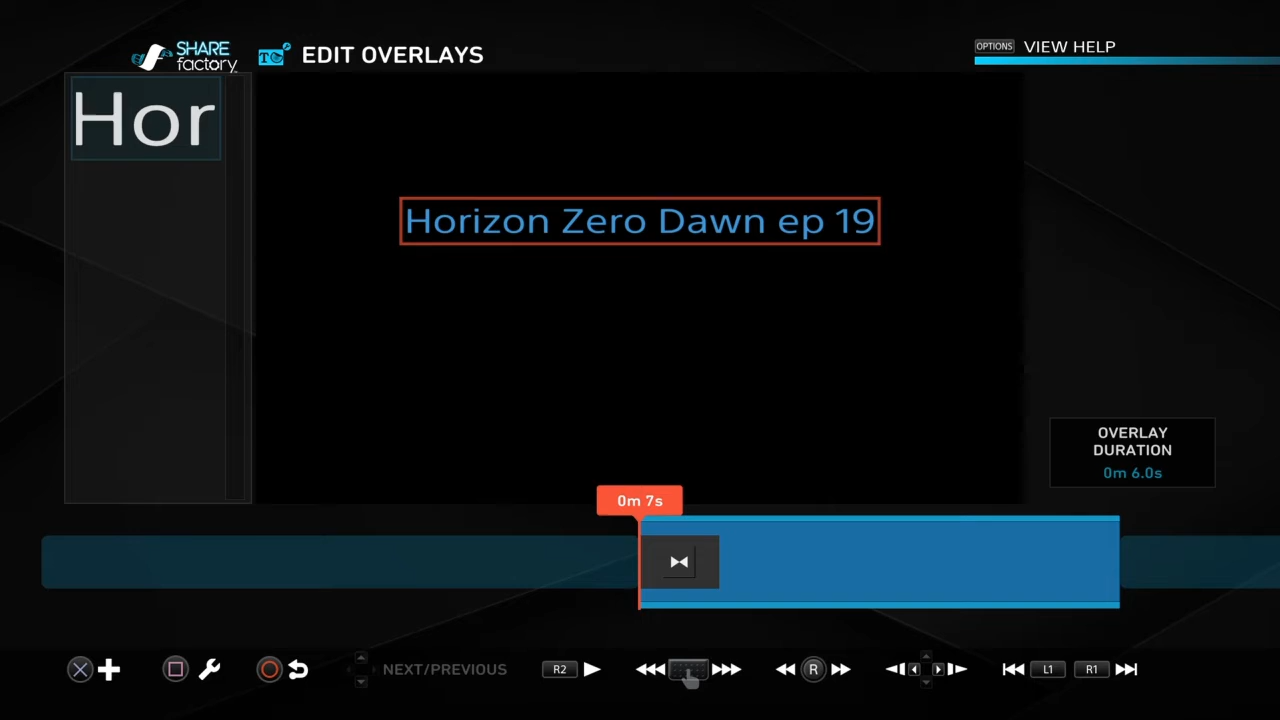 SHARE
factory
EDIT OVERLAYS
OPTIONS VIEW HELP
Hor
Horizon Zero Dawn ep 19
OVERLAY
DURATION
0m 6.0s
0m 7s
NEXT/PREVIOUS
R2
R
L1
R1